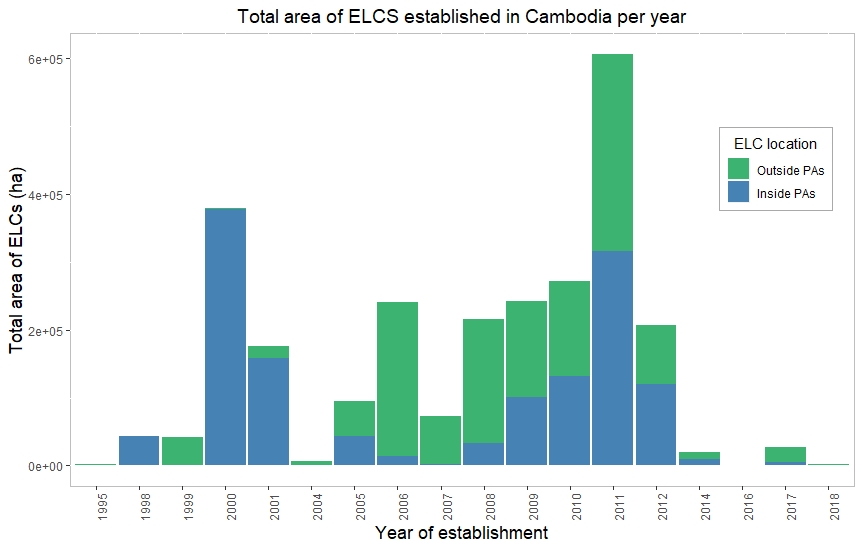 Total area of ELCS established in Cambodia per year
Total area of ELCs (ha)
6e+05
4e+05
2e+05
0e+00
ELC location
Outside PAs
Inside PAs
1995
1998
1999
2000
2001
2004
2005
2006
2007
2008
2009
2010
2011
2012
2014
2016
2017
2018
Year of establishment